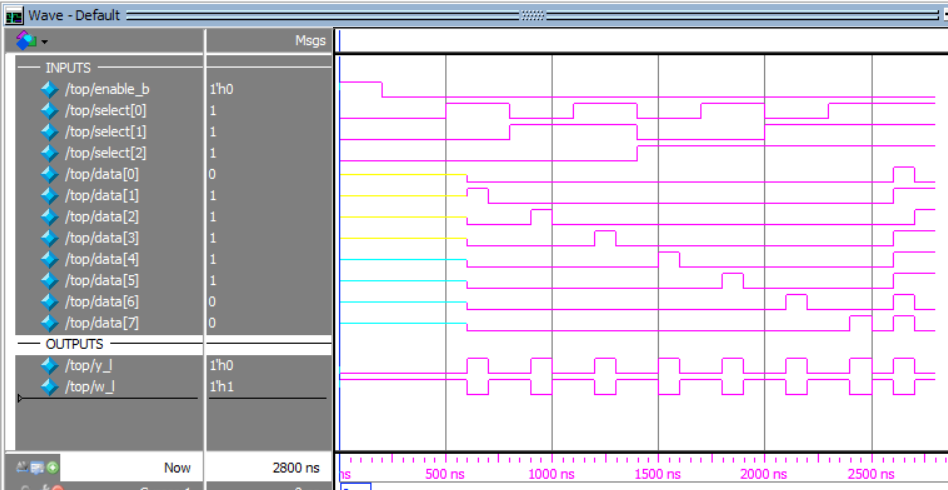 Wave - Default
Msgs
INPUTS
/top/enable_b 1'h0
/top/select[0] 1
/top/select[1] 1
/top/select[2] 1
/top/data[0] 0
/top/data[1] 1
/top/data[2] 1
/top/data[3] 1
/top/data[4] 1
/top/data[5] 1
/top/data[6] 0
/top/data[7] 0
OUTPUTS
/top/y_l 1'h0
/top/w_l 1'h1
Now 2800 ns
ns 500 ns 1000 ns 1500 ns 2000 ns 2500 ns